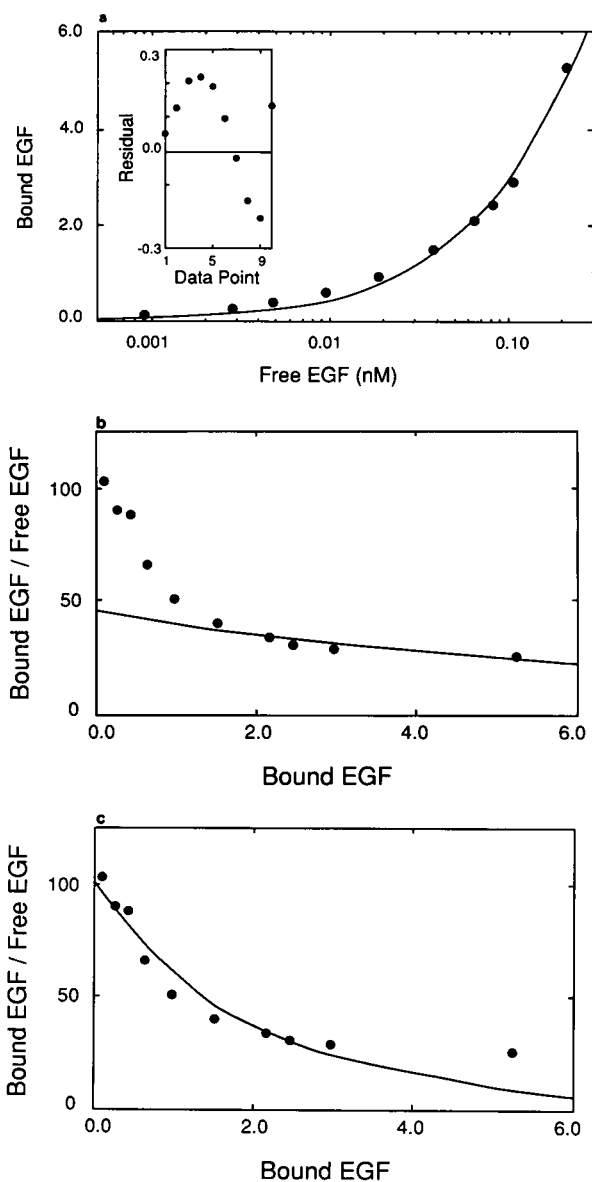 a
6.0
4.0
2.0
0.0
Bound EGF
0.3
0.0
-0.3
Residual
1 5 9
Data Point
0.001 0.01 0.10
Free EGF (nM)
b
100
50
0
Bound EGF / Free EGF
0.0 2.0 4.0 6.0
Bound EGF
c
100
50
0
Bound EGF / Free EGF
0.0 2.0 4.0 6.0
Bound EGF